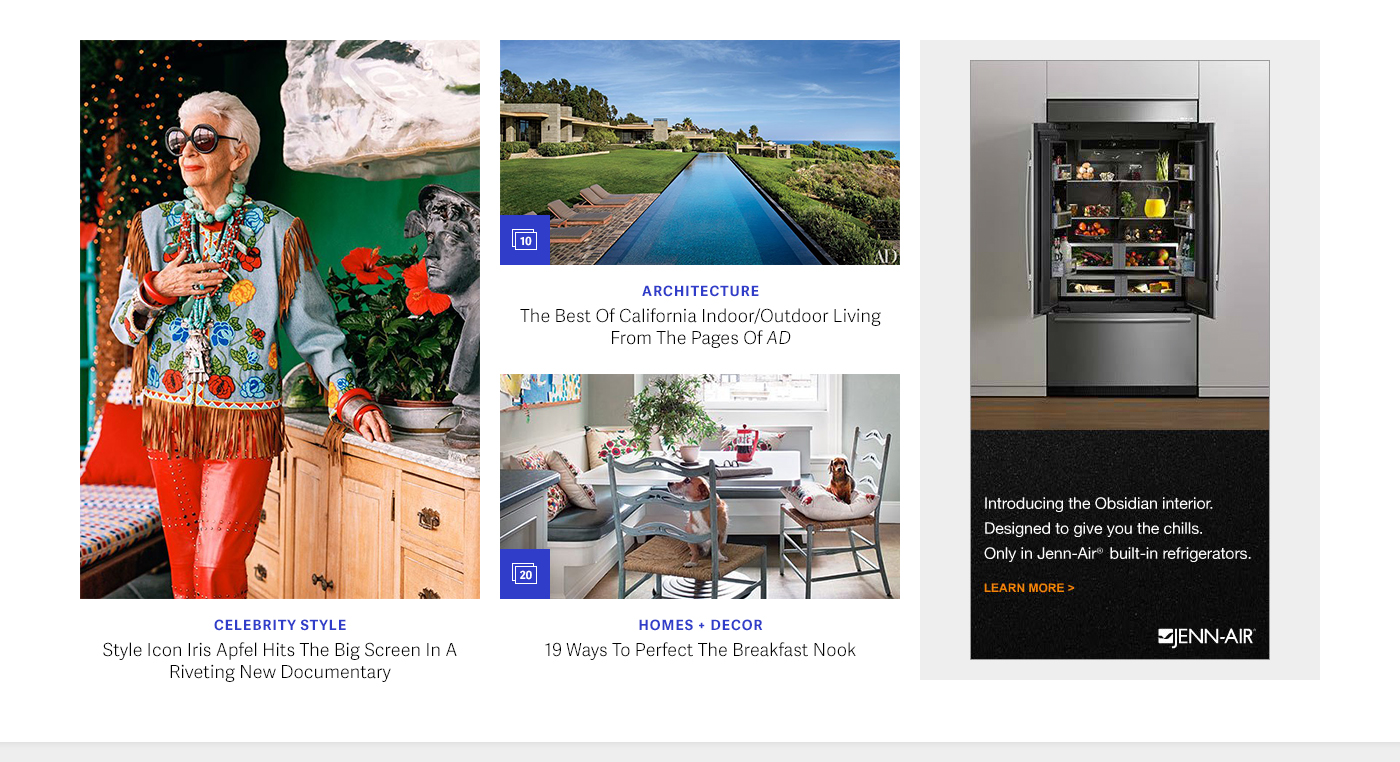 CELEBRITY STYLE
Style Icon Iris Apfel Hits The Big Screen In A
Riveting New Documentary
10
AD
ARCHITECTURE
The Best Of California Indoor/Outdoor Living
From The Pages Of AD
20
HOMES + DECOR
19 Ways To Perfect The Breakfast Nook
Introducing the Obsidian interior.
Designed to give you the chills.
Only in Jenn-Air® built-in refrigerators.
LEARN MORE >
JENN-AIR